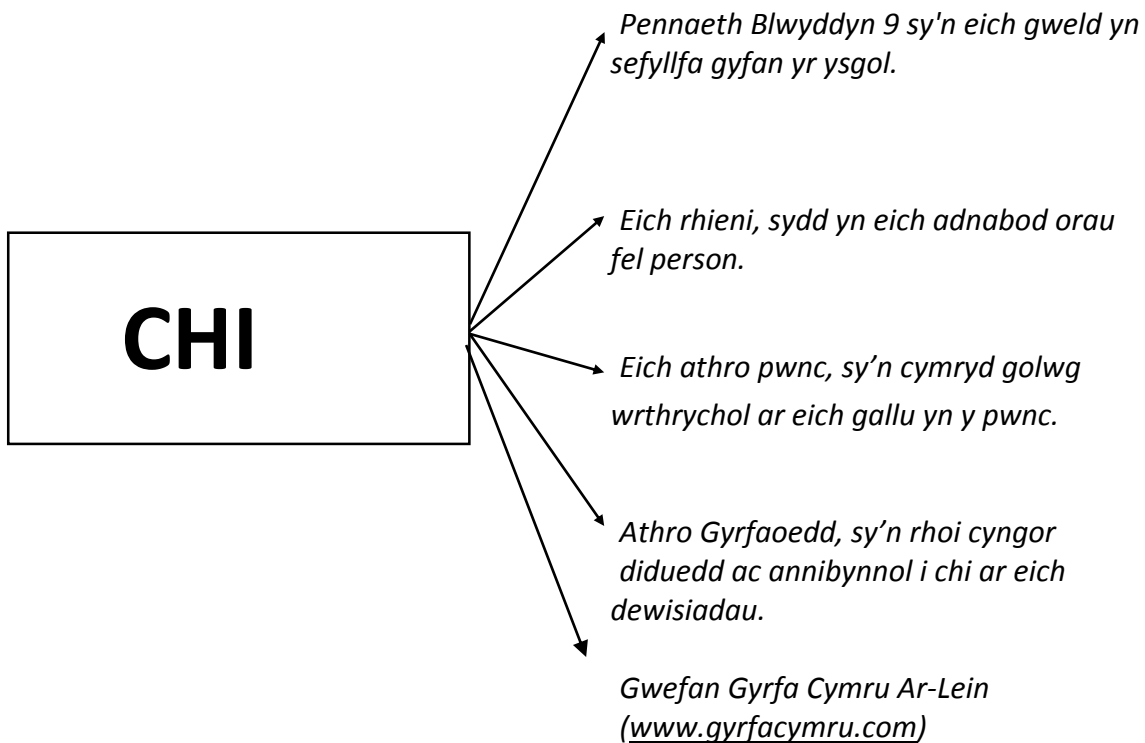 Pennaeth Blwyddyn 9 sy'n eich gweld yn
sefyllfa gyfan yr ysgol.
Eich rhieni, sydd yn eich adnabod orau
fel person.
CHI
Eich athro pwnc, sy’n cymryd golwg
wrthrychol ar eich gallu yn y pwnc.
Athro Gyrfaoedd, sy’n rhoi cyngor
diduedd ac annibynnol i chi ar eich
dewisiadau.
Gwefan Gyrfa Cymru Ar-Lein
(www.gyrfacymru.com)